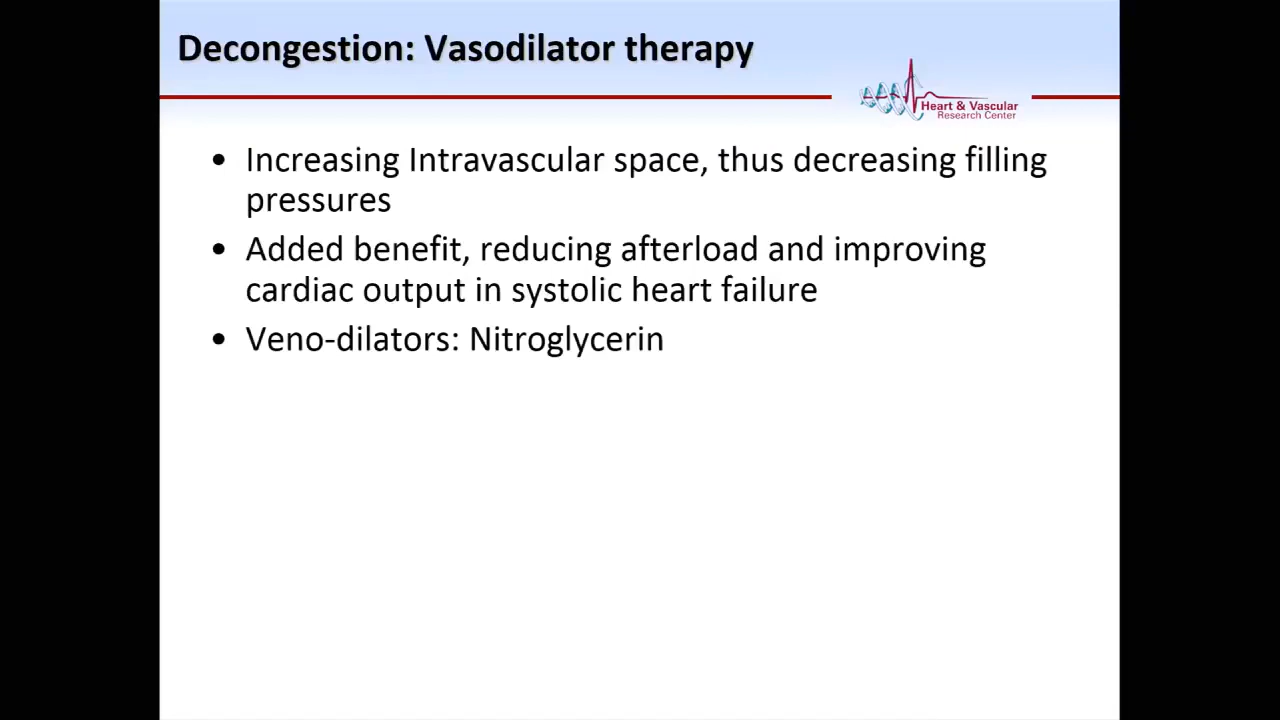 Decongestion: Vasodilator therapy
Heart & Vascular
Research Center
• Increasing Intravascular space, thus decreasing filling
pressures
• Added benefit, reducing afterload and improving
cardiac output in systolic heart failure
• Veno-dilators: Nitroglycerin